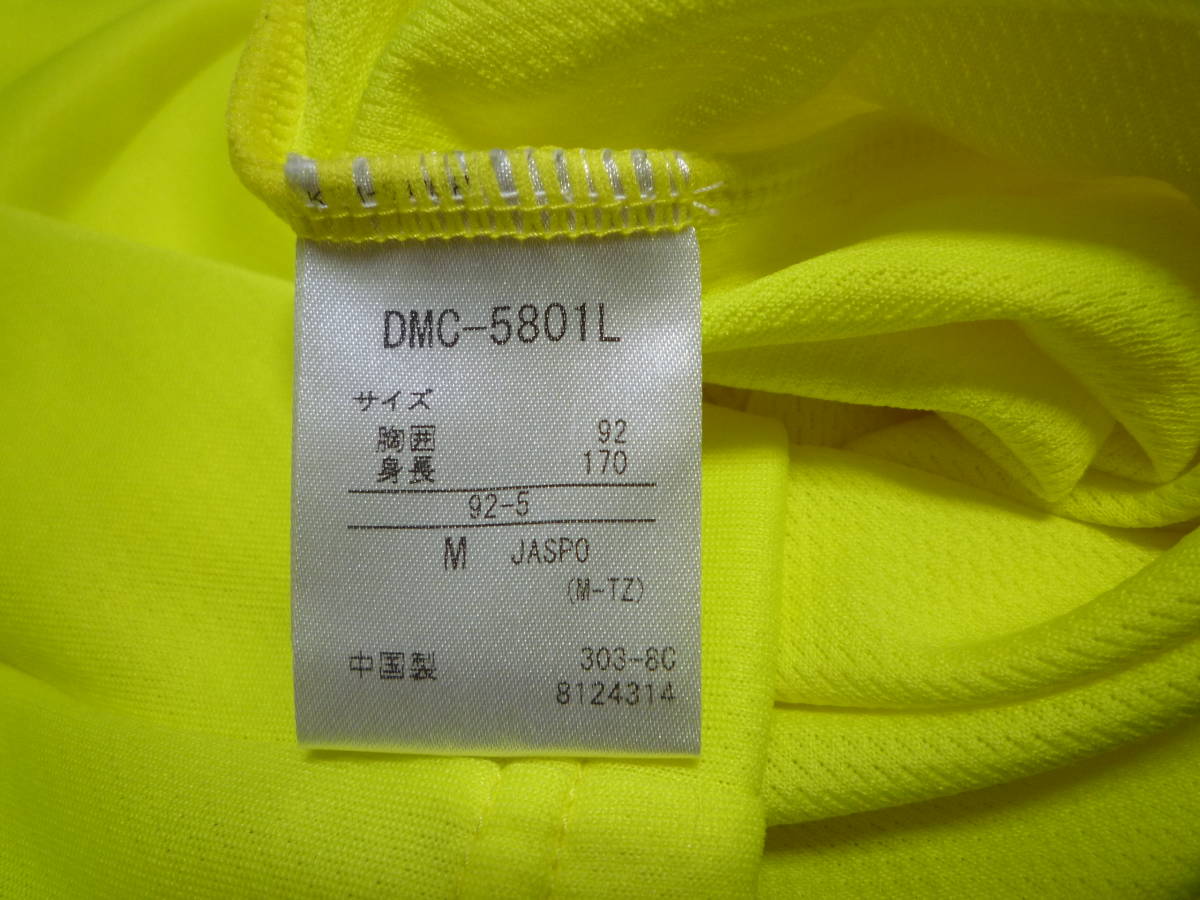 DMC-5801L
サイズ
胸囲 92
身長 170
92-5
M JASPO
(M-TZ)
中国製 303-8C
8124314